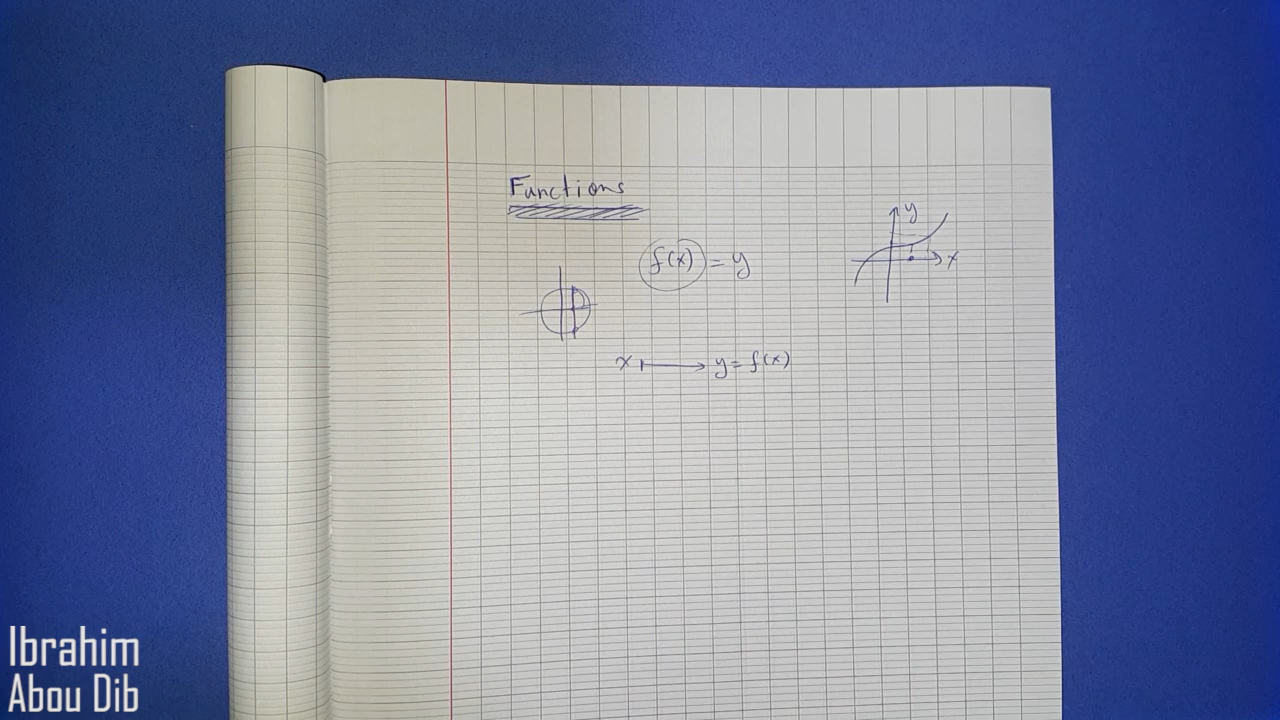 Functions
y
f(x) = y
x
x ⟼ y = f(x)
Ibrahim
Abou Dib